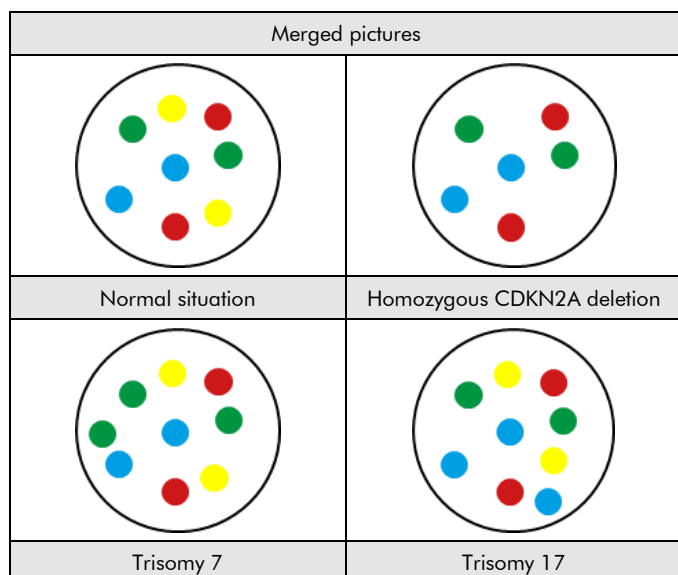 Merged pictures
Normal situation
Homozygous CDKN2A deletion
Trisomy 7
Trisomy 17